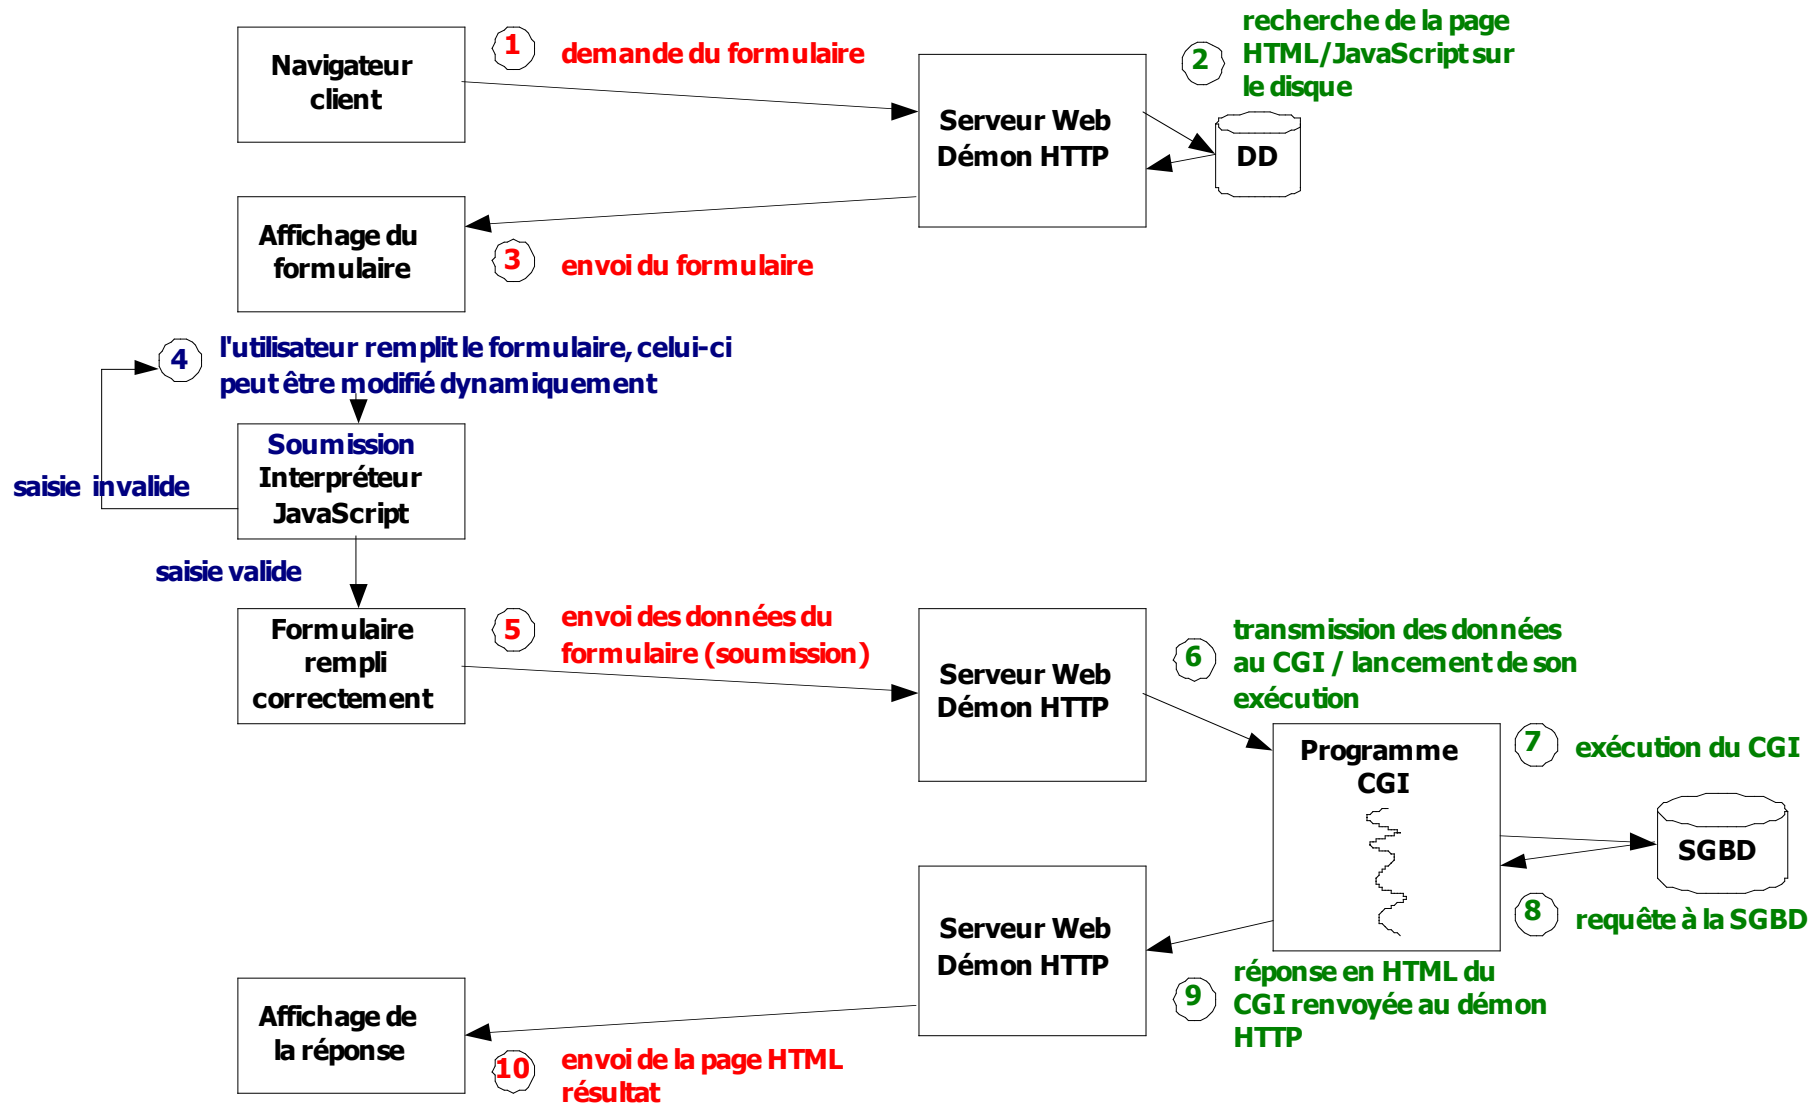 1
demande du formulaire
2
recherche de la page
HTML/JavaScript sur
le disque
Navigateur
client
Serveur Web
Démon HTTP
DD
Affichage du
formulaire
3
envoi du formulaire
4
l'utilisateur remplit le formulaire, celui-ci
peut être modifié dynamiquement
Soumission
Interpréteur
JavaScript
saisie invalide
saisie valide
Formulaire
rempli
correctement
5
envoi des données du
formulaire (soumission)
Serveur Web
Démon HTTP
6
transmission des données
au CGI / lancement de son
exécution
Programme
CGI
7
exécution du CGI
SGBD
8
requête à la SGBD
Serveur Web
Démon HTTP
9
réponse en HTML du
CGI renvoyée au démon
HTTP
Affichage de
la réponse
10
envoi de la page HTML
résultat